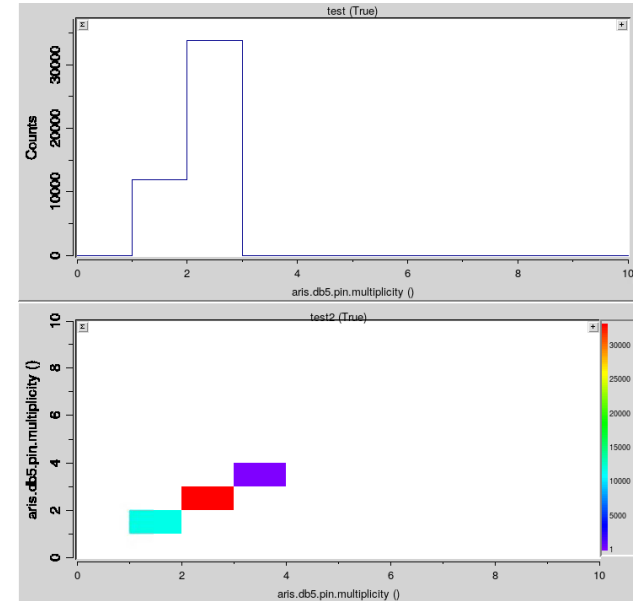 test (True)
Σ
+
30000
20000
10000
0
Counts
0 2 4 6 8 10
aris.db5.pin.multiplicity ()
test2 (True)
Σ
+
10
8
6
4
2
0
aris.db5.pin.multiplicity ()
30000
25000
20000
15000
10000
5000
1
0 2 4 6 8 10
aris.db5.pin.multiplicity ()